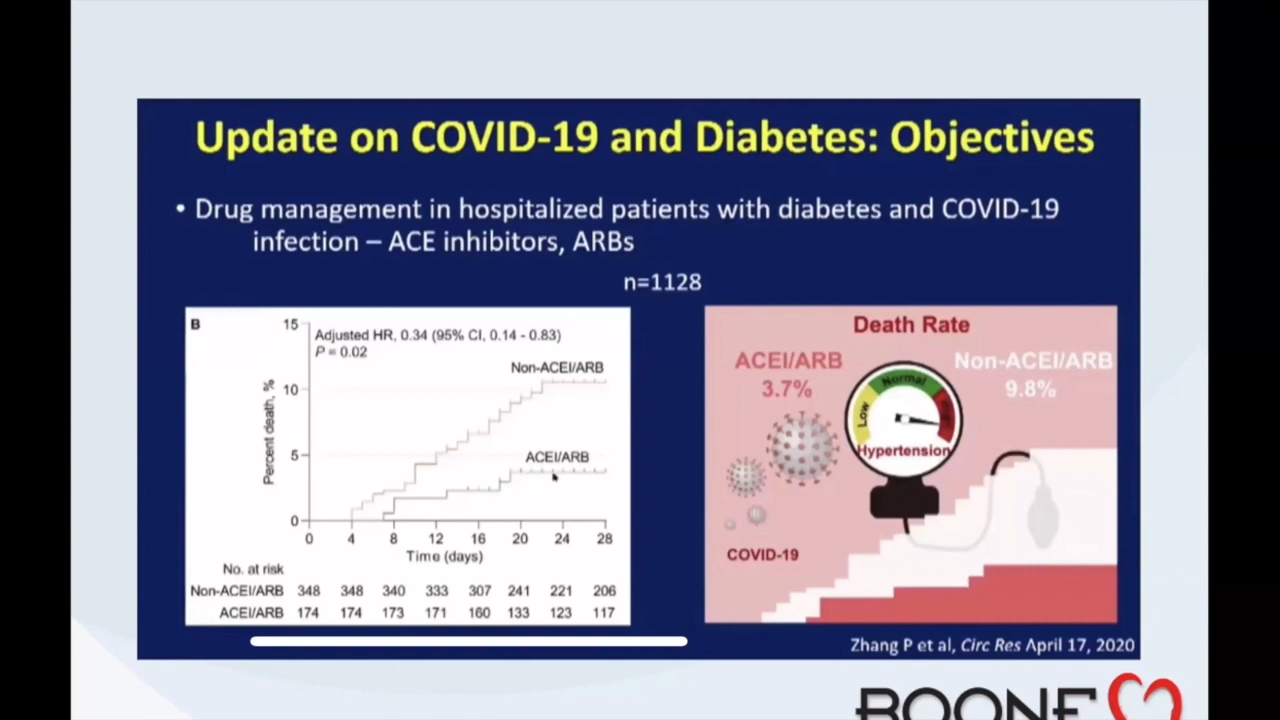 Update on COVID-19 and Diabetes: Objectives
• Drug management in hospitalized patients with diabetes and COVID-19
infection – ACE inhibitors, ARBs
n=1128
B
15
10
5
0
Percent death, %
Adjusted HR, 0.34 (95% CI, 0.14 - 0.83)
P = 0.02
Non-ACEI/ARB
ACEI/ARB
0 4 8 12 16 20 24 28
Time (days)
No. at risk
Non-ACEI/ARB 348 348 340 333 307 241 221 206
ACEI/ARB 174 174 173 171 160 133 123 117
Death Rate
ACEI/ARB
3.7%
Non-ACEI/ARB
9.8%
Low
Normal
Hypertension
COVID-19
Zhang P et al, Circ Res April 17, 2020
BOONE